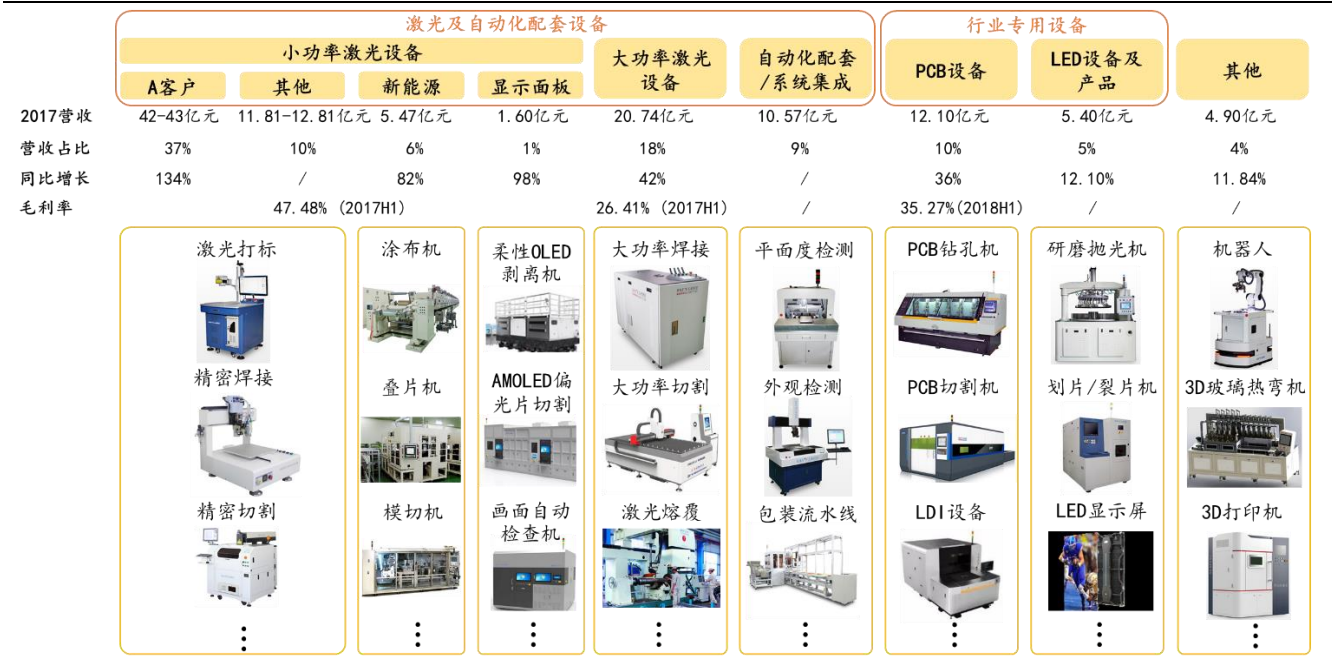 激光及自动化配套设备 行业专用设备
小功率激光设备 大功率激光设备 自动化配套/系统集成 PCB设备 LED设备及产品 其他
A客户 其他 新能源 显示面板
2017营收 42-43亿元 11.81-12.81亿元 5.47亿元 1.60亿元 20.74亿元 10.57亿元 12.10亿元 5.40亿元 4.90亿元
营收占比 37% 10% 6% 1% 18% 9% 10% 5% 4%
同比增长 134% / 82% 98% 42% / 36% 12.10% 11.84%
毛利率 47.48% (2017H1) 26.41% (2017H1) / 35.27%(2018H1) / /
激光打标 涂布机 柔性OLED剥离机 大功率焊接 平面度检测 PCB钻孔机 研磨抛光机 机器人
精密焊接 叠片机 AMOLED偏光片切割 大功率切割 外观检测 PCB切割机 划片/裂片机 3D玻璃热弯机
精密切割 模切机 画面自动检查机 激光熔覆 包装流水线 LDI设备 LED显示屏 3D打印机